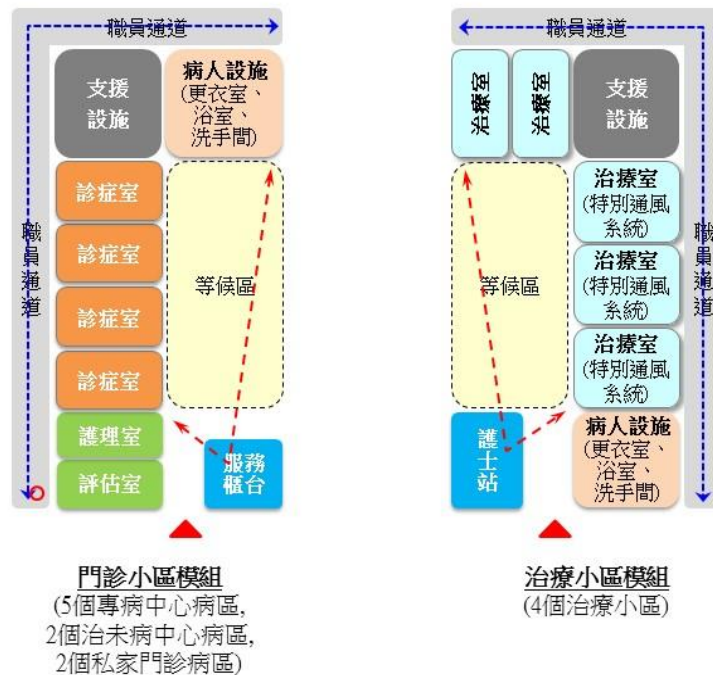 職員通道
支援
設施
病人設施
(更衣室、
浴室、
洗手間)
診症室
診症室
診症室
診症室
護理室
評估室
等候區
服務
櫃台
職員通道
門診小區模組
(5個專病中心病區,
2個治未病中心病區,
2個私家門診病區)
職員通道
治療室
治療室
支援
設施
治療室
(特別通風
系統)
治療室
(特別通風
系統)
治療室
(特別通風
系統)
等候區
護士站
病人設施
(更衣室、
浴室、
洗手間)
職員通道
治療小區模組
(4個治療小區)